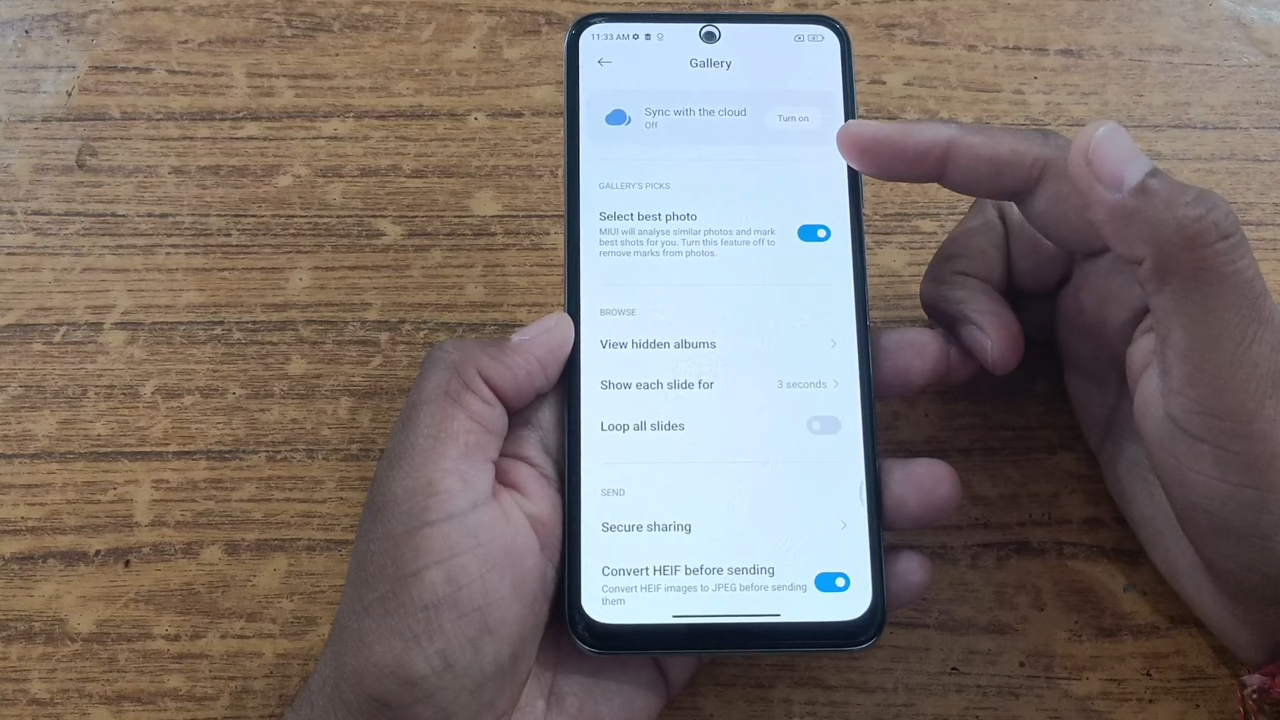 11:33 AM
Gallery
Sync with the cloud
Off
Turn on
GALLERY'S PICKS
Select best photo
MIUI will analyse similar photos and mark
best shots for you. Turn this feature off to
remove marks from photos.
BROWSE
View hidden albums
Show each slide for
3 seconds
Loop all slides
SEND
Secure sharing
Convert HEIF before sending
Convert HEIF images to JPEG before sending
them